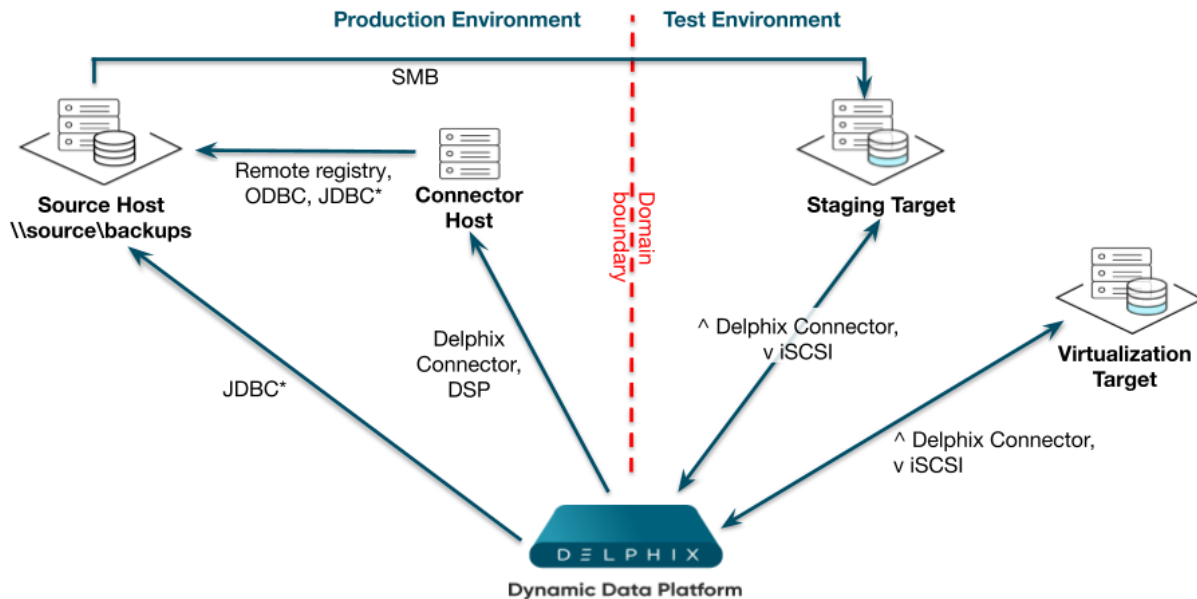 Production Environment
Test Environment
SMB
Remote registry,
ODBC, JDBC*
Source Host
\\source\backups
Connector
Host
Domain
boundary
Staging Target
^ Delphix Connector,
v iSCSI
Virtualization
Target
Delphix
Connector,
DSP
JDBC*
^ Delphix Connector,
v iSCSI
DELPHIX
Dynamic Data Platform